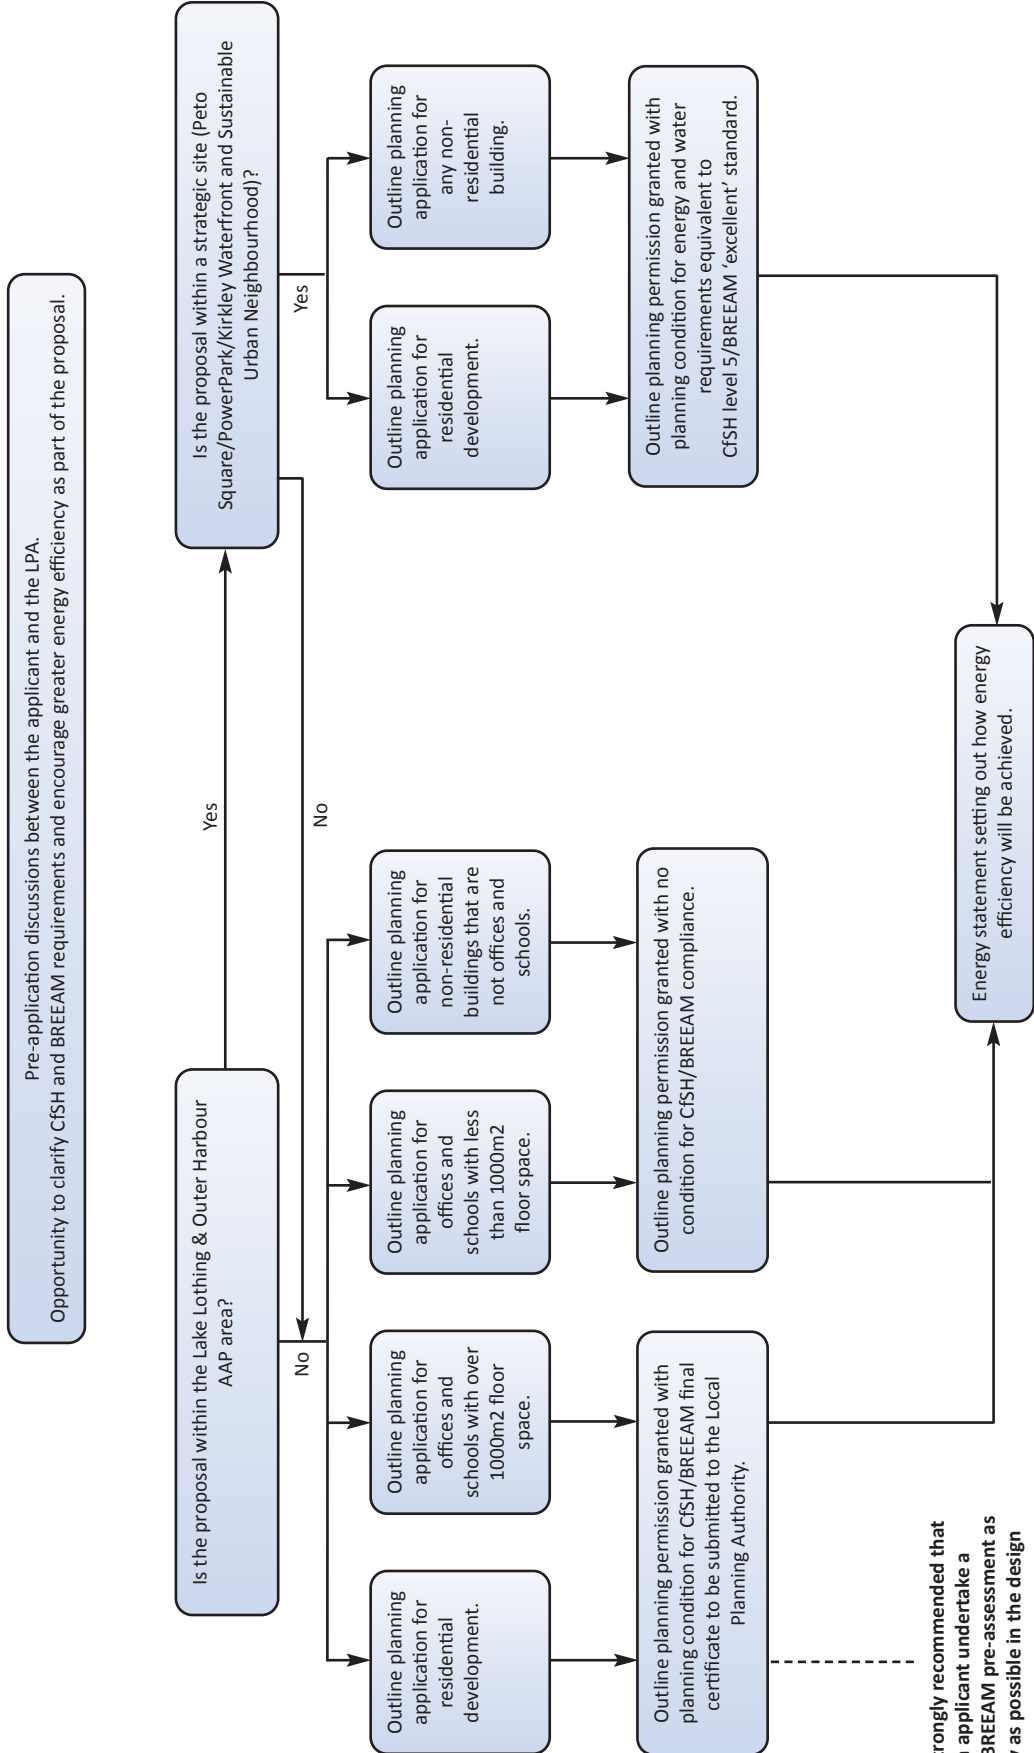 Pre-application discussions between the applicant and the LPA.
Opportunity to clarify CfSH and BREEAM requirements and encourage greater energy efficiency as part of the proposal.
Is the proposal within the Lake Lothing & Outer Harbour
AAP area?
Yes
Is the proposal within a strategic site (Peto
Square/PowerPark/Kirkley Waterfront and Sustainable
Urban Neighbourhood)?
No
No
Yes
Outline planning
application for
residential
development.
Outline planning
application for
offices and
schools with over
1000m2 floor
space.
Outline planning
application for
offices and
schools with less
than 1000m2
floor space.
Outline planning
application for
non-residential
buildings that are
not offices and
schools.
Outline planning
application for
residential
development.
Outline planning
application for
any non-
residential
building.
Outline planning permission granted with
planning condition for CfSH/BREEAM final
certificate to be submitted to the Local
Planning Authority.
Outline planning permission granted with no
condition for CfSH/BREEAM compliance.
Outline planning permission granted with
planning condition for energy and water
requirements equivalent to
CfSH level 5/BREEAM ‘excellent’ standard.
recommended that
applicant undertake a
BREEAM pre-assessment as
as possible in the design
Energy statement setting out how energy
efficiency will be achieved.